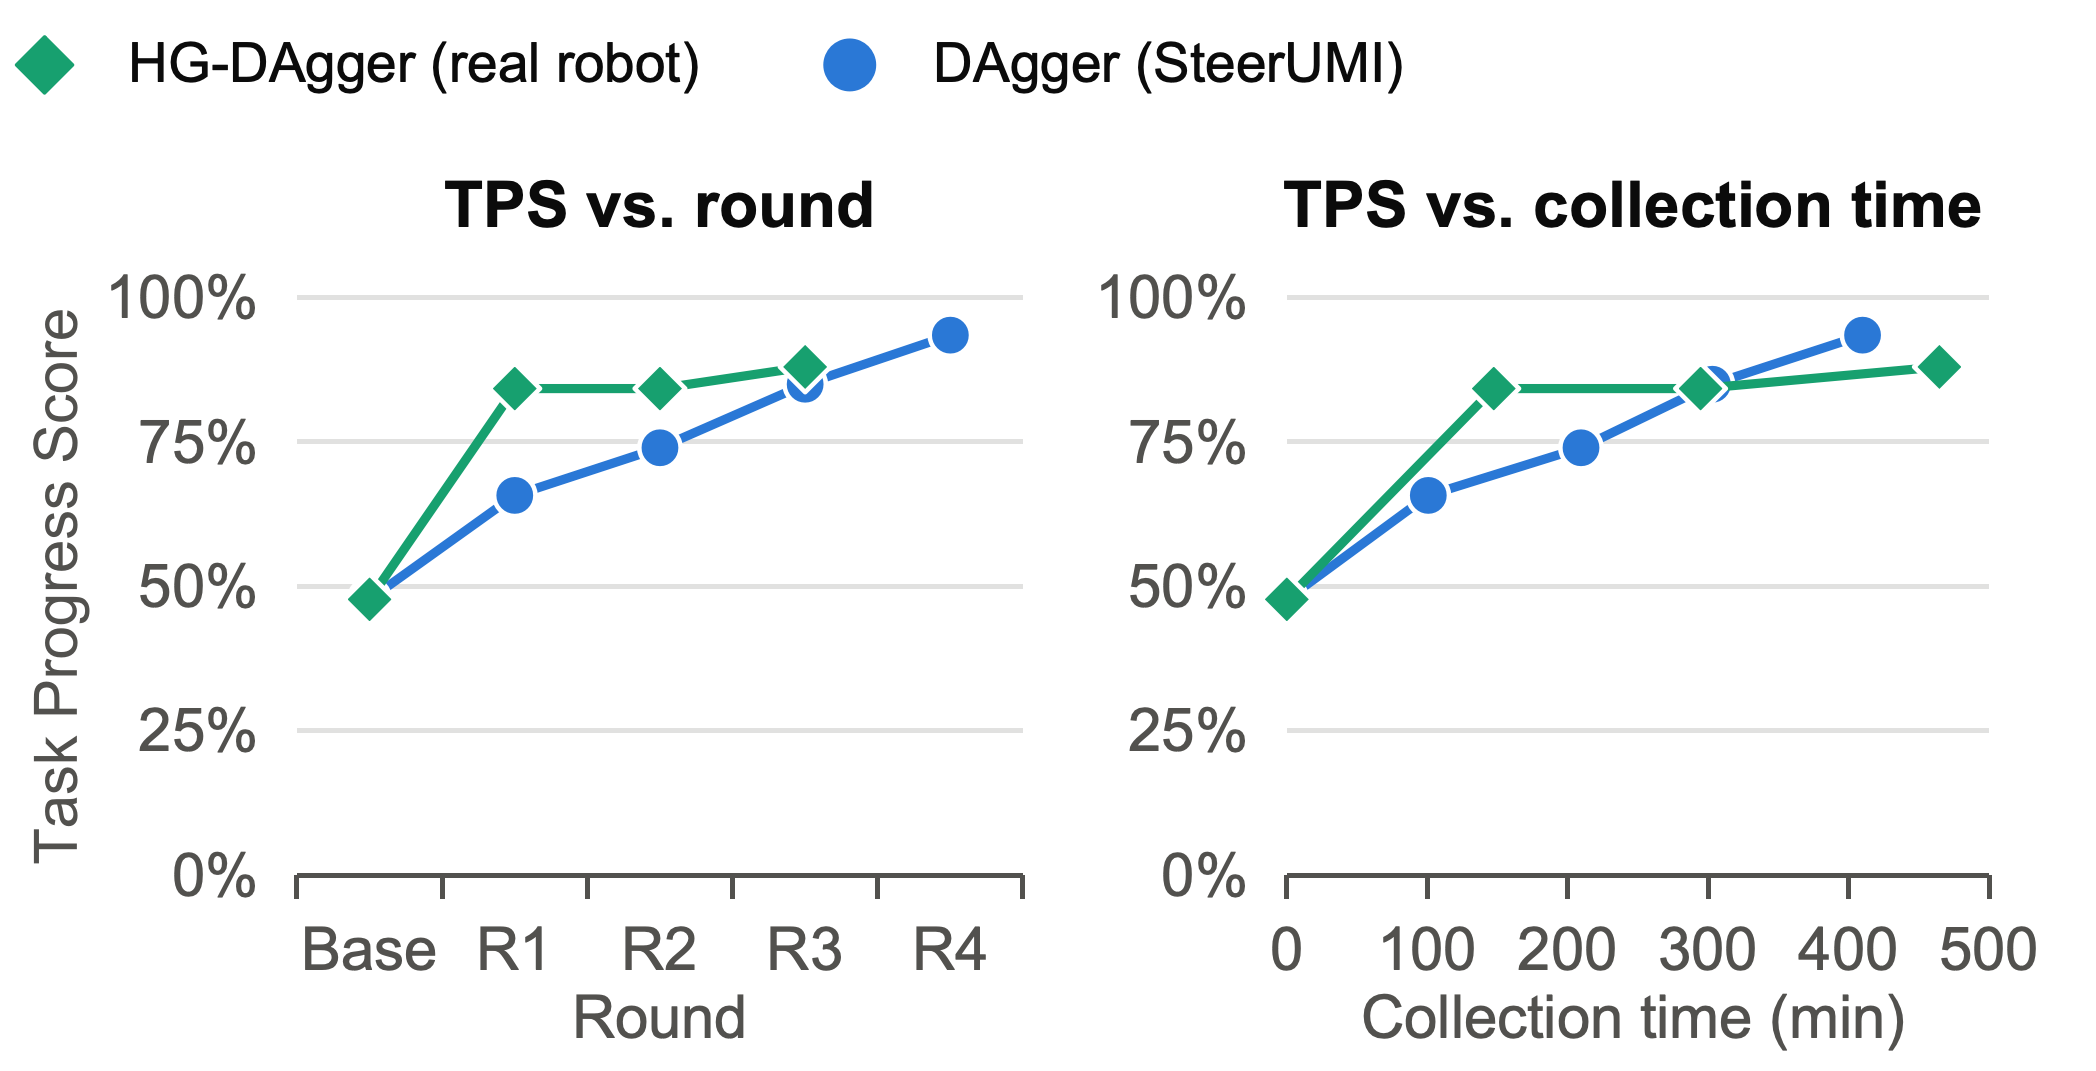 HG-DAgger (real robot) DAgger (SteerUMI)
TPS vs. round
Task Progress Score
100%
75%
50%
25%
0%
Base R1 R2 R3 R4
Round
TPS vs. collection time
100%
75%
50%
25%
0%
0 100 200 300 400 500
Collection time (min)